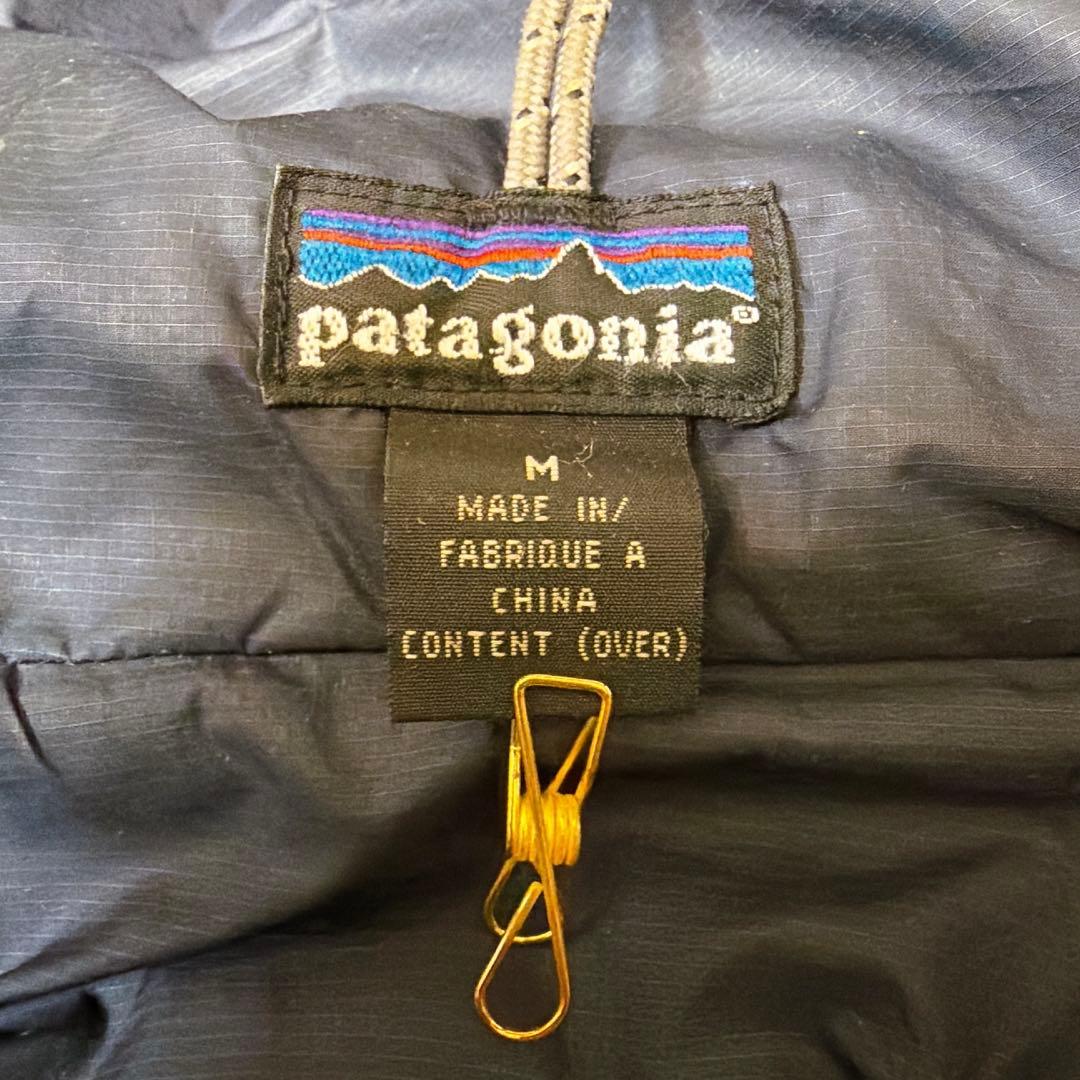 patagonia®
M
MADE IN/
FABRIQUE A
CHINA
CONTENT (OVER)